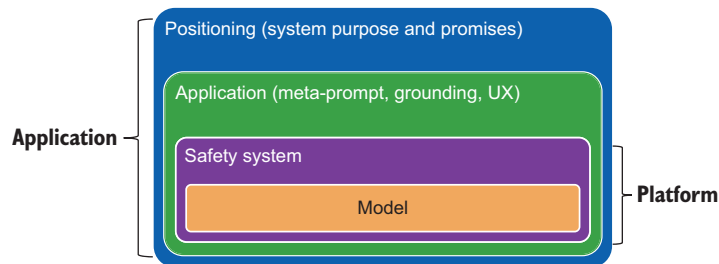 Positioning (system purpose and promises)
Application (meta-prompt, grounding, UX)
Application
Safety system
Model
Platform